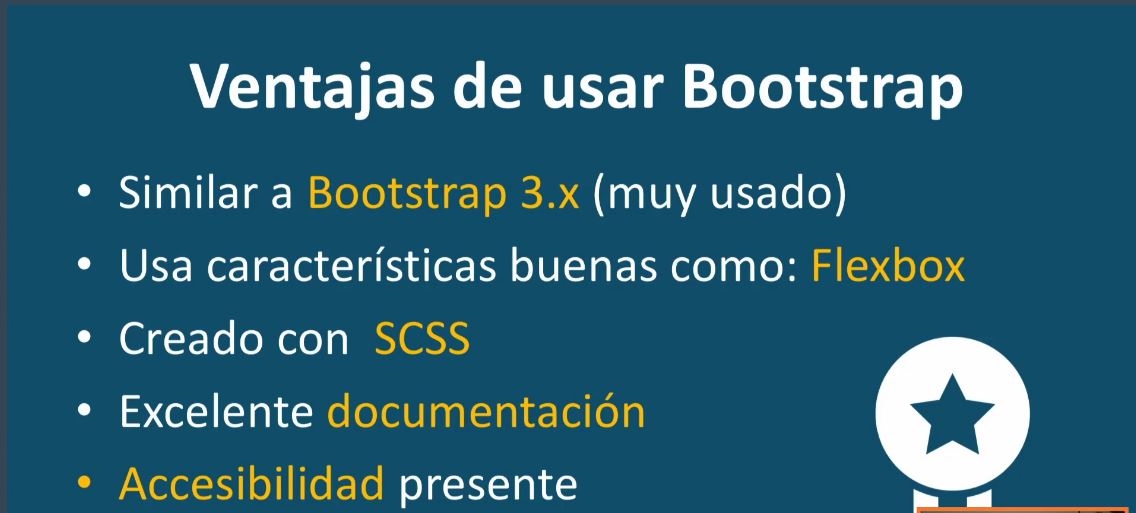 Ventajas de usar Bootstrap
• Similar a Bootstrap 3.x (muy usado)
• Usa características buenas como: Flexbox
• Creado con  SCSS
• Excelente documentación
• Accesibilidad presente